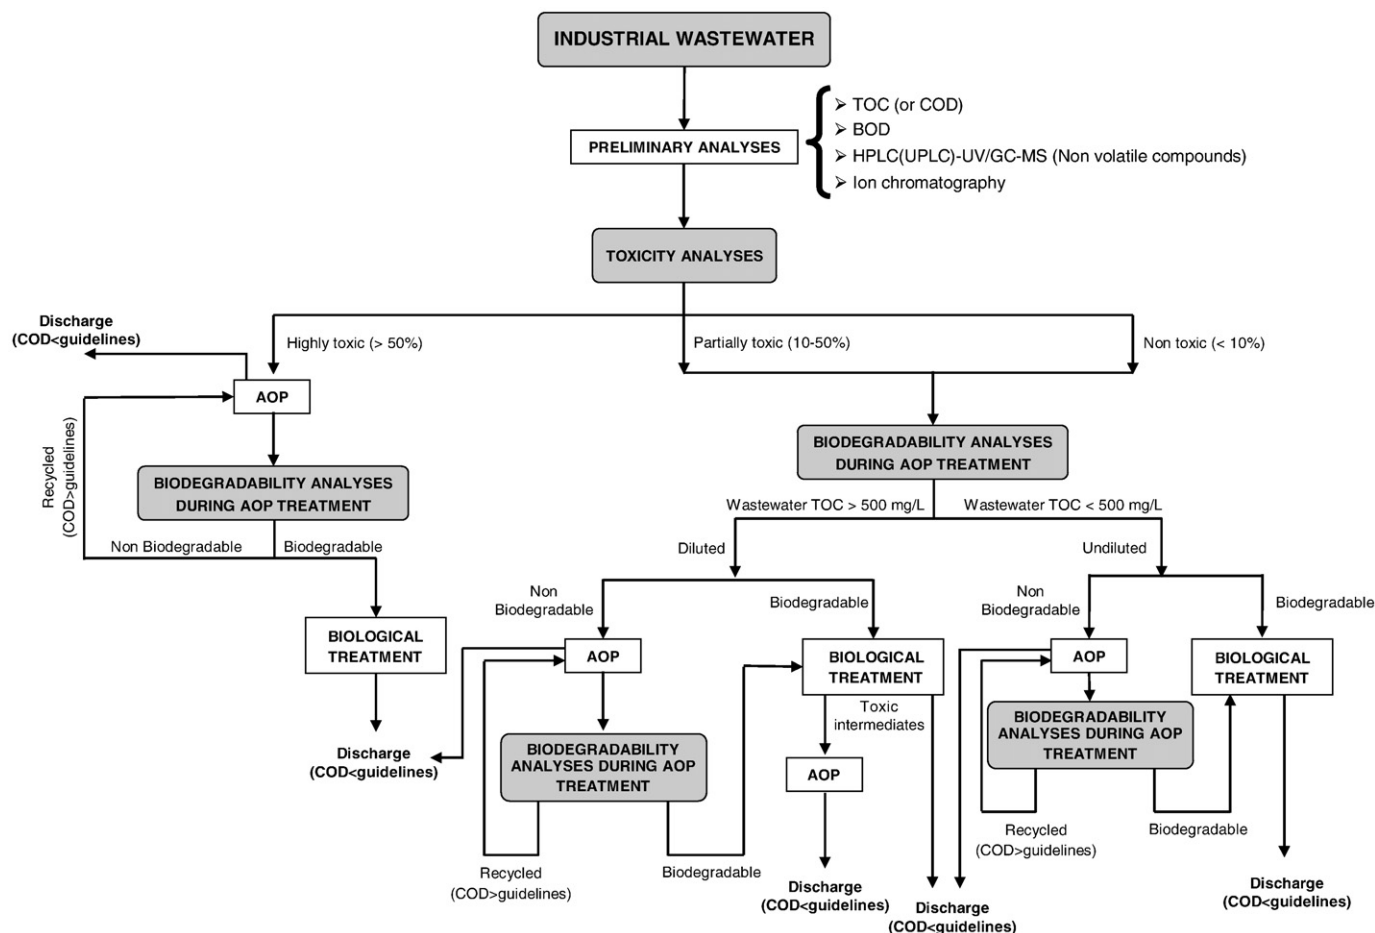 INDUSTRIAL WASTEWATER
PRELIMINARY ANALYSES
➢ TOC (or COD)
➢ BOD
➢ HPLC(UPLC)-UV/GC-MS (Non volatile compounds)
➢ Ion chromatography
TOXICITY ANALYSES
Discharge
(COD<guidelines)
Highly toxic (> 50%)
Partially toxic (10-50%)
Non toxic (< 10%)
AOP
Recycled
(COD>guidelines)
BIODEGRADABILITY ANALYSES
DURING AOP TREATMENT
Non Biodegradable
Biodegradable
BIOLOGICAL
TREATMENT
Discharge
(COD<guidelines)
BIODEGRADABILITY ANALYSES
DURING AOP TREATMENT
Wastewater TOC > 500 mg/L
Wastewater TOC < 500 mg/L
Diluted
Undiluted
Non
Biodegradable
Biodegradable
AOP
BIOLOGICAL
TREATMENT
Toxic
intermediates
BIODEGRADABILITY
ANALYSES DURING AOP
TREATMENT
AOP
Recycled
(COD>guidelines)
Biodegradable
Discharge
(COD<guidelines)
Non
Biodegradable
Biodegradable
AOP
BIOLOGICAL
TREATMENT
BIODEGRADABILITY
ANALYSES DURING AOP
TREATMENT
Recycled
(COD>guidelines)
Biodegradable
Discharge
(COD<guidelines)
Discharge
(COD<guidelines)